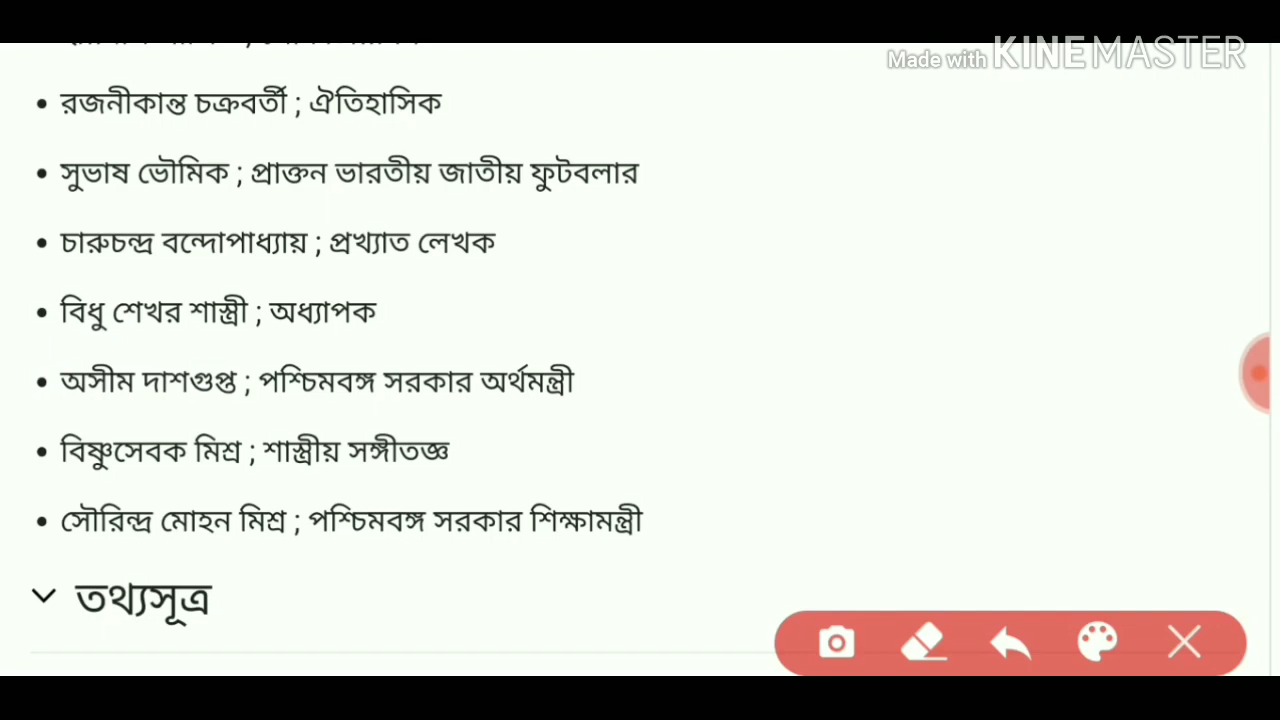 Made with KINEMASTER
• রজনীকান্ত চক্রবর্তী ; ঐতিহাসিক
• সুভাষ ভৌমিক ; প্রাক্তন ভারতীয় জাতীয় ফুটবলার
• চারুচন্দ্র বন্দোপাধ্যায় ; প্রখ্যাত লেখক
• বিধু শেখর শাস্ত্রী ; অধ্যাপক
• অসীম দাশগুপ্ত ; পশ্চিমবঙ্গ সরকার অর্থমন্ত্রী
• বিষ্ণুসেবক মিশ্র ; শাস্ত্রীয় সঙ্গীতজ্ঞ
• সৌরিন্দ্র মোহন মিশ্র ; পশ্চিমবঙ্গ সরকার শিক্ষামন্ত্রী
তথ্যসূত্র